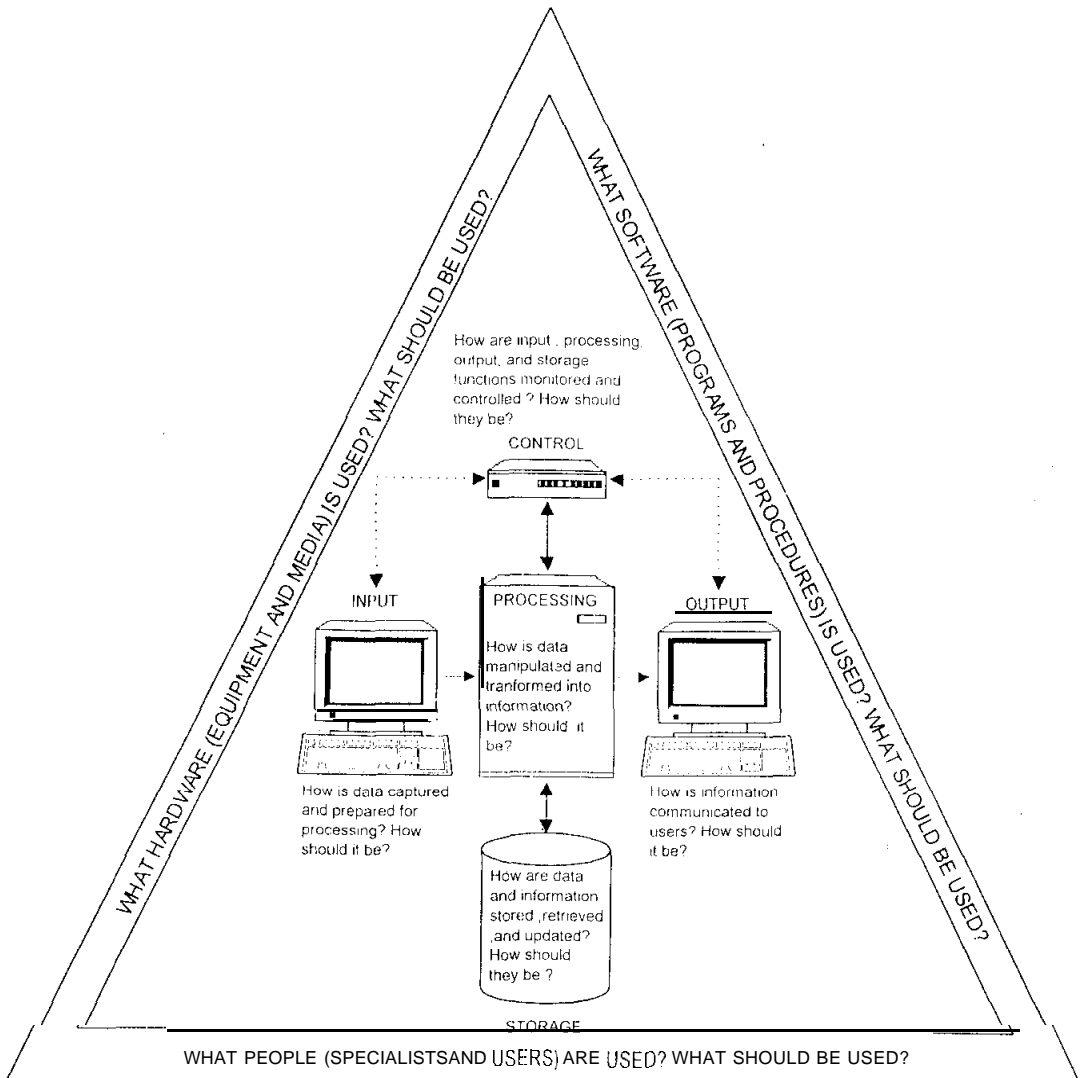 WHAT HARDWARE (EQUIPMENT AND MEDIA) IS USED? WHAT SHOULD BE USED?
WHAT SOFTWARE (PROGRAMS AND PROCEDURES) IS USED? WHAT SHOULD BE USED?
How are input , processing,
output, and storage
functions monitored and
controlled ? How should
they be?
CONTROL
INPUT
PROCESSING
OUTPUT
How is data
manipulated and
tranformed into
information?
How should it
be?
How is data captured
and prepared for
processing? How
should it be?
How is information
communicated to
users? How should
it be?
How are data
and information
stored ,retrieved
,and updated?
How should
they be ?
STORAGE
WHAT PEOPLE (SPECIALISTSAND USERS) ARE USED? WHAT SHOULD BE USED?